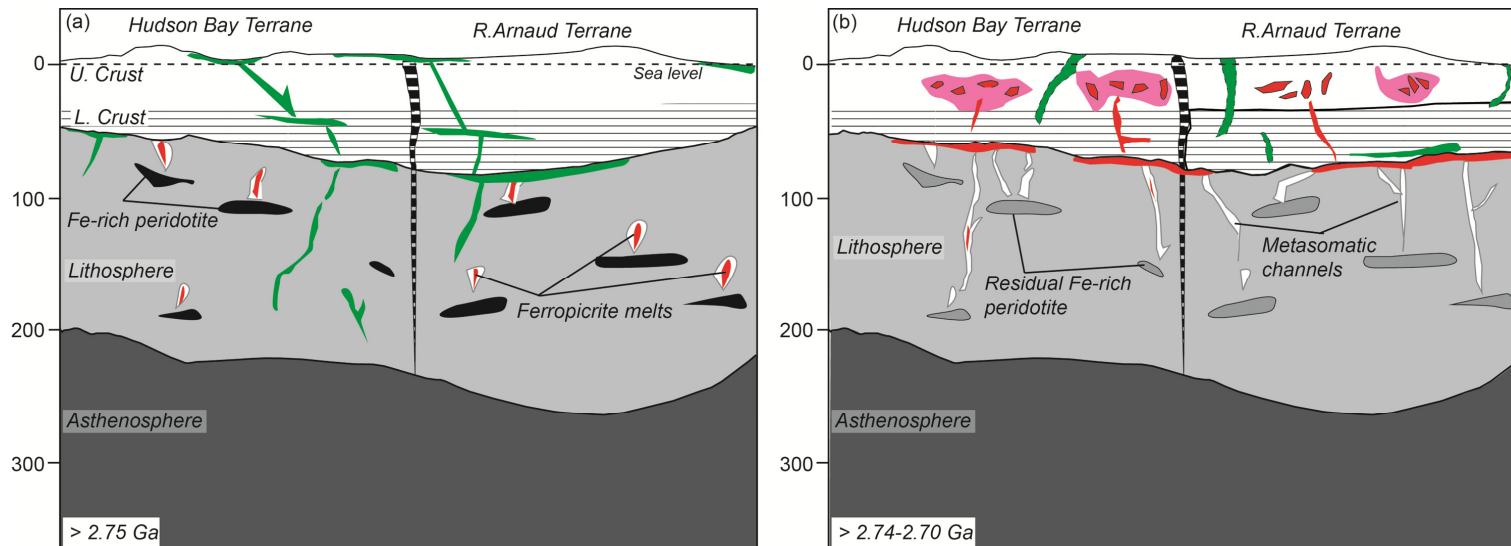 (a)
Hudson Bay Terrane
R.Arnaud Terrane
0
U. Crust
Sea level
L. Crust
100
Fe-rich peridotite
Lithosphere
Ferropicrite melts
200
Asthenosphere
300
> 2.75 Ga
(b)
Hudson Bay Terrane
R.Arnaud Terrane
0
100
Lithosphere
Metasomatic
channels
Residual Fe-rich
peridotite
200
Asthenosphere
300
> 2.74-2.70 Ga